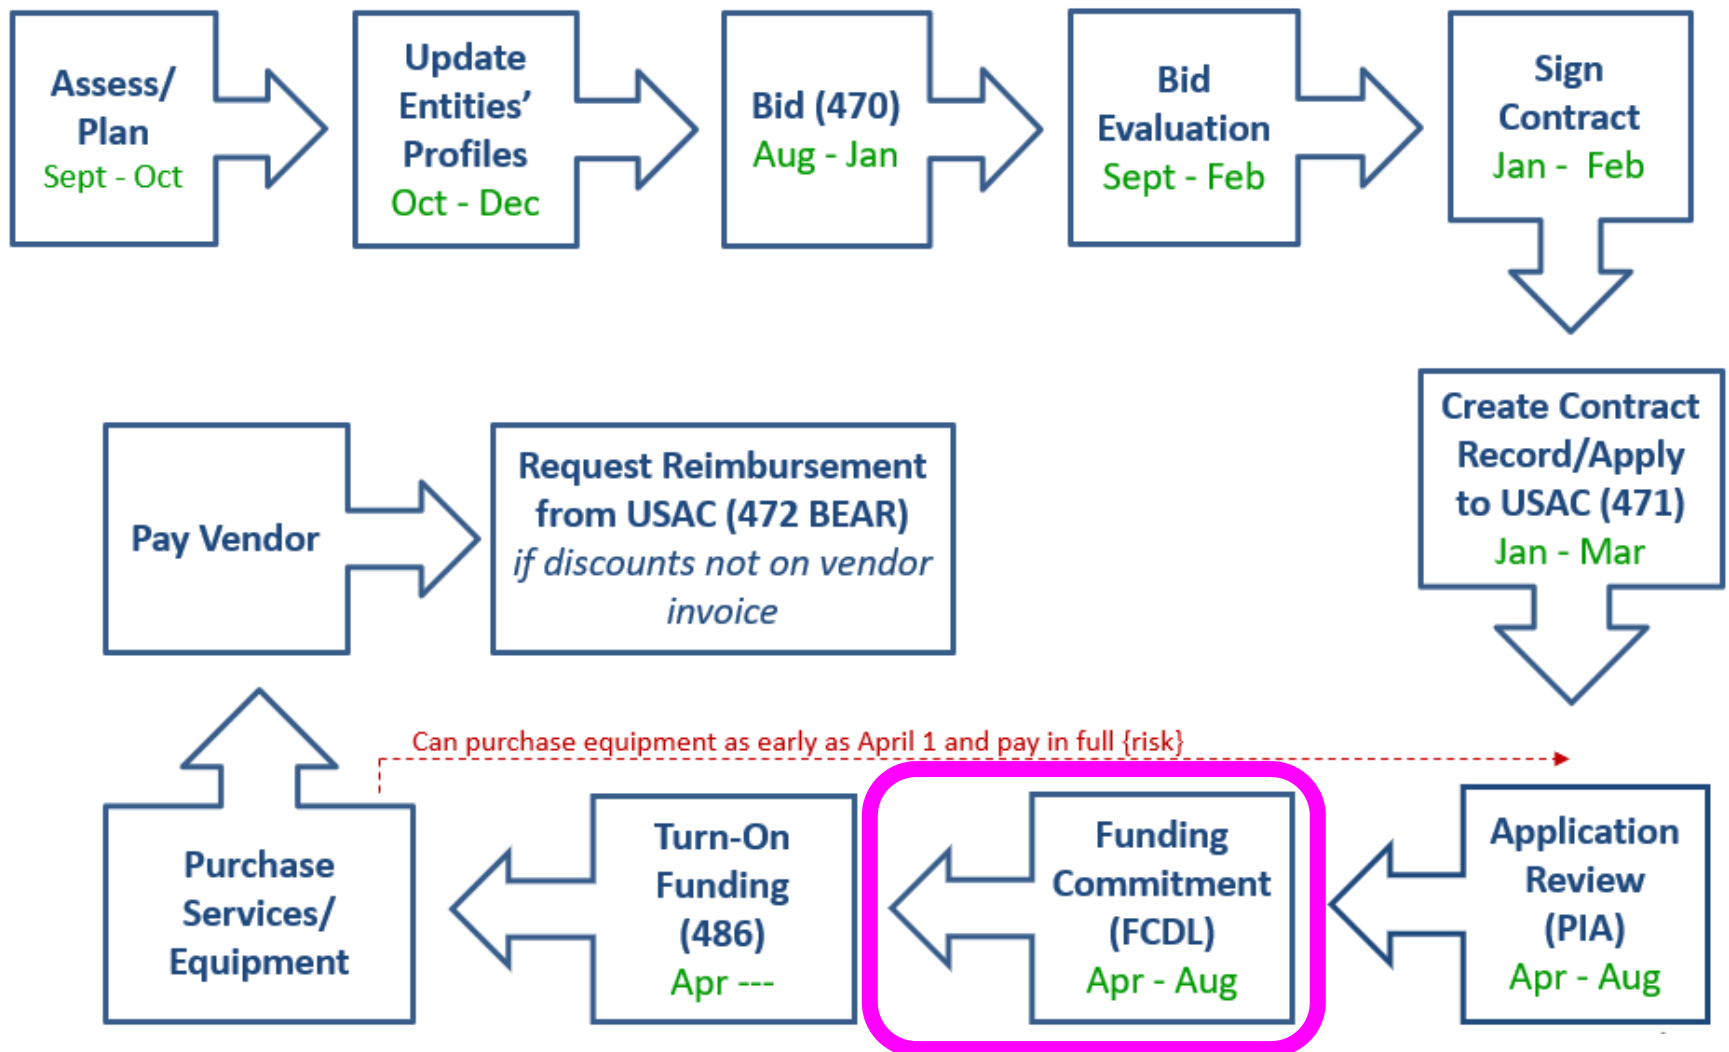 Assess/
Plan
Sept - Oct
Update
Entities’
Profiles
Oct - Dec
Bid (470)
Aug - Jan
Bid
Evaluation
Sept - Feb
Sign
Contract
Jan -  Feb
Create Contract
Record/Apply
to USAC (471)
Jan - Mar
Application
Review
(PIA)
Apr - Aug
Funding
Commitment
(FCDL)
Apr - Aug
Turn-On
Funding
(486)
Apr ---
Can purchase equipment as early as April 1 and pay in full {risk}
Purchase
Services/
Equipment
Pay Vendor
Request Reimbursement
from USAC (472 BEAR)
if discounts not on vendor
invoice